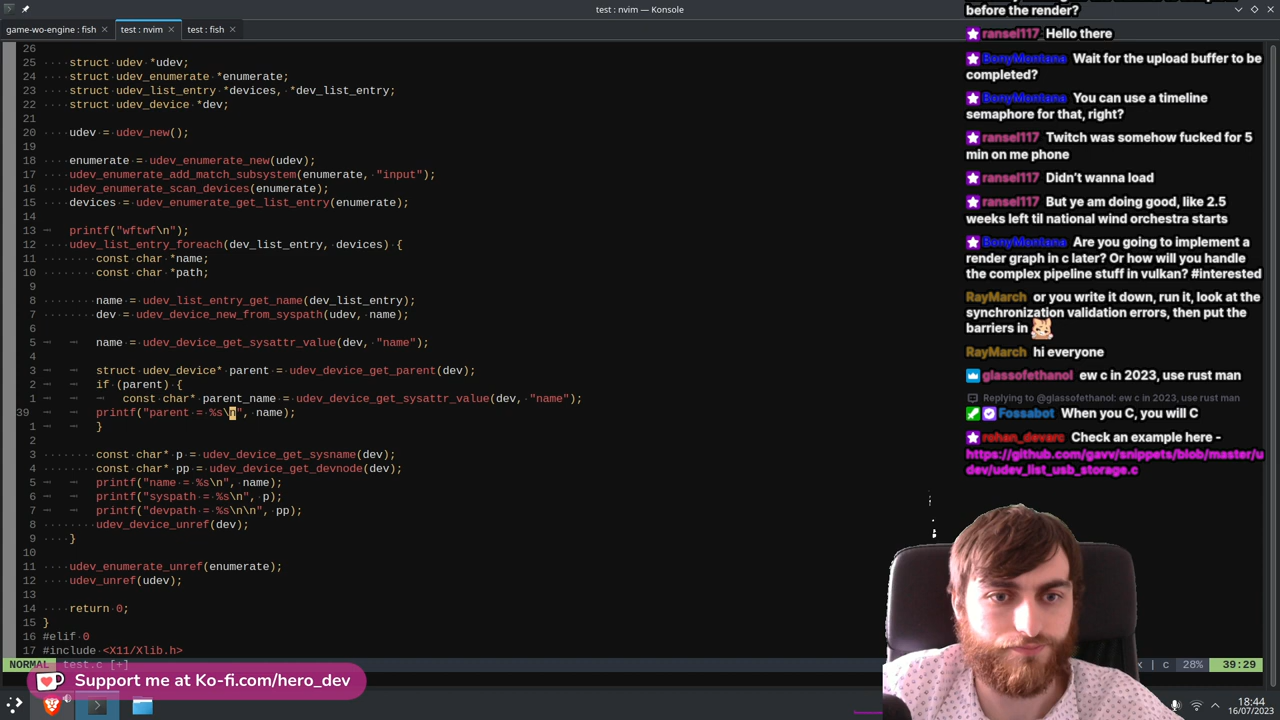 test : nvim — Konsole
game-wo-engine : fish
test : nvim
test : fish
26
25 struct udev *udev;
24 struct udev_enumerate *enumerate;
23 struct udev_list_entry *devices, *dev_list_entry;
22 struct udev_device *dev;
21
20 udev = udev_new();
19
18 enumerate = udev_enumerate_new(udev);
17 udev_enumerate_add_match_subsystem(enumerate, "input");
16 udev_enumerate_scan_devices(enumerate);
15 devices = udev_enumerate_get_list_entry(enumerate);
14
13 printf("wftwf\n");
12 udev_list_entry_foreach(dev_list_entry, devices) {
11 const char *name;
10 const char *path;
9
8 name = udev_list_entry_get_name(dev_list_entry);
7 dev = udev_device_new_from_syspath(udev, name);
6
5 name = udev_device_get_sysattr_value(dev, "name");
4
3 struct udev_device* parent = udev_device_get_parent(dev);
2 if (parent) {
1 const char* parent_name = udev_device_get_sysattr_value(dev, "name");
39 printf("parent = %s\n", name);
1 }
2
3 const char* p = udev_device_get_sysname(dev);
4 const char* pp = udev_device_get_devnode(dev);
5 printf("name = %s\n", name);
6 printf("syspath = %s\n", p);
7 printf("devpath = %s\n\n", pp);
8 udev_device_unref(dev);
9 }
10
11 udev_enumerate_unref(enumerate);
12 udev_unref(udev);
13
14 return 0;
15 }
16 #elif 0
17 #include <X11/Xlib.h>
NORMAL test.c [+] x | c 28% 39:29
Support me at Ko-fi.com/hero_dev
before the render?
ransel117 Hello there
BonyMontana Wait for the upload buffer to be
completed?
BonyMontana You can use a timeline
semaphore for that, right?
ransel117 Twitch was somehow fucked for 5
min on me phone
ransel117 Didn’t wanna load
ransel117 But ye am doing good, like 2.5
weeks left til national wind orchestra starts
BonyMontana Are you going to implement a
render graph in c later? Or how will you handle
the complex pipeline stuff in vulkan? #interested
RayMarch or you write it down, run it, look at the
synchronization validation errors, then put the
barriers in
RayMarch hi everyone
glassofethanol ew c in 2023, use rust man
Replying to @glassofethanol: ew c in 2023, use rust man
Fossabot When you C, you will C
rohan_devarc Check an example here -
https://github.com/gavv/snippets/blob/master/u
dev/udev_list_usb_storage.c
18:44
16/07/2023